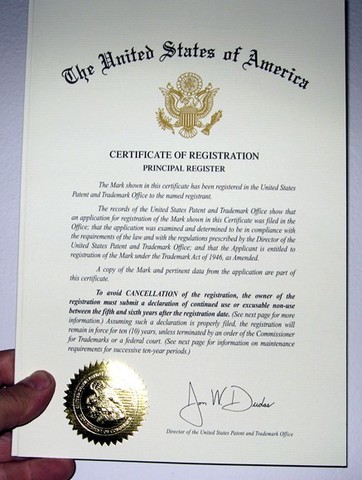 The United States of America
CERTIFICATE OF REGISTRATION
PRINCIPAL REGISTER
The Mark shown in this certificate has been registered in the United States
Patent and Trademark Office to the named registrant.
The records of the United States Patent and Trademark Office show that
an application for registration of the Mark shown in this Certificate was filed in the
Office; that the application was examined and determined to be in compliance with
the requirements of the law and with the regulations prescribed by the Director of the
United States Patent and Trademark Office; and that the Applicant is entitled to
registration of the Mark under the Trademark Act of 1946, as Amended.
A copy of the Mark and pertinent data from the application are part of
this certificate.
To avoid CANCELLATION of the registration, the owner of the
registration must submit a declaration of continued use or excusable non-use
between the fifth and sixth years after the registration date. (See next page for more
information.) Assuming such a declaration is properly filed, the registration will
remain in force for ten (10) years, unless terminated by an order of the Commissioner
for Trademarks or a federal court. (See next page for information on maintenance
requirements for successive ten-year periods.)
Jon W Dudas
Director of the United States Patent and Trademark Office